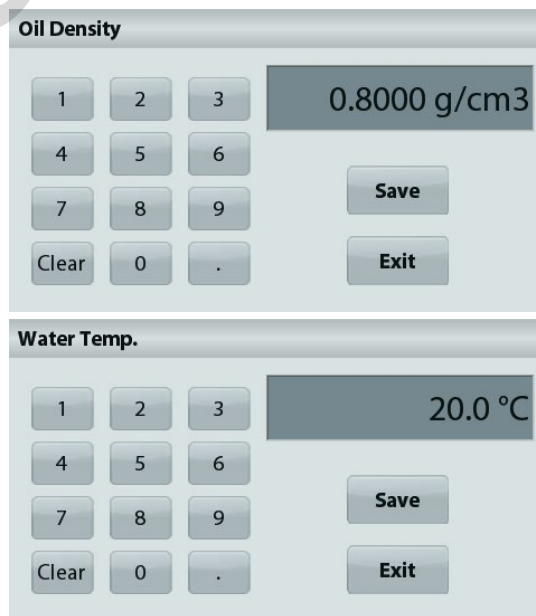 Oil Density
0.8000 g/cm3
1 2 3
4 5 6
Save
7 8 9
Clear 0 .
Exit
Water Temp.
20.0 °C
1 2 3
4 5 6
Save
7 8 9
Clear 0 .
Exit